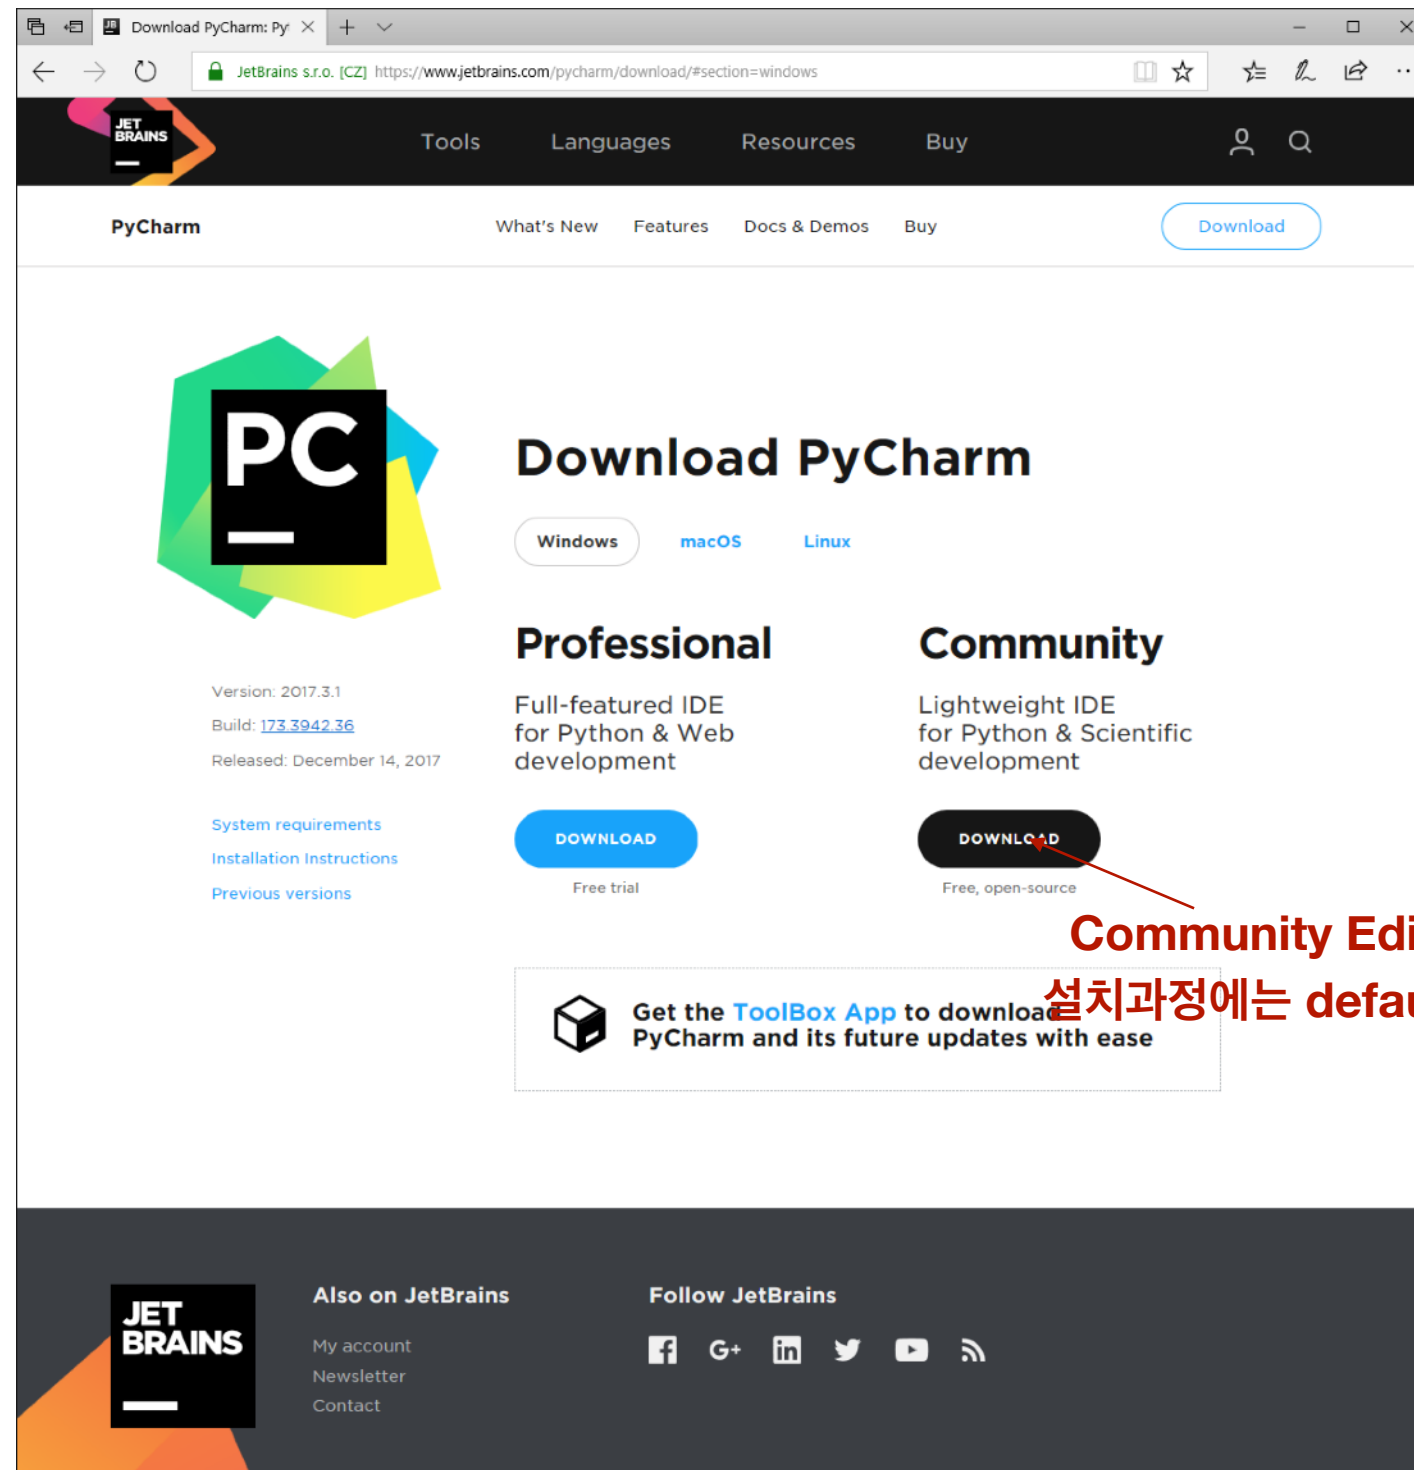 Download PyCharm: Py
JetBrains s.r.o. [CZ] https://www.jetbrains.com/pycharm/download/#section=windows
JET
BRAINS
Tools Languages Resources Buy
PyCharm What's New Features Docs & Demos Buy Download
PC
Download PyCharm
Windows macOS Linux
Professional
Full-featured IDE
for Python & Web
development
DOWNLOAD
Free trial
Community
Lightweight IDE
for Python & Scientific
development
DOWNLOAD
Free, open-source
Version: 2017.3.1
Build: 173.3942.36
Released: December 14, 2017
System requirements
Installation Instructions
Previous versions
Community Edi
설치과정에는 defau
Get the ToolBox App to download
PyCharm and its future updates with ease
JET
BRAINS
Also on JetBrains
My account
Newsletter
Contact
Follow JetBrains
G+
in